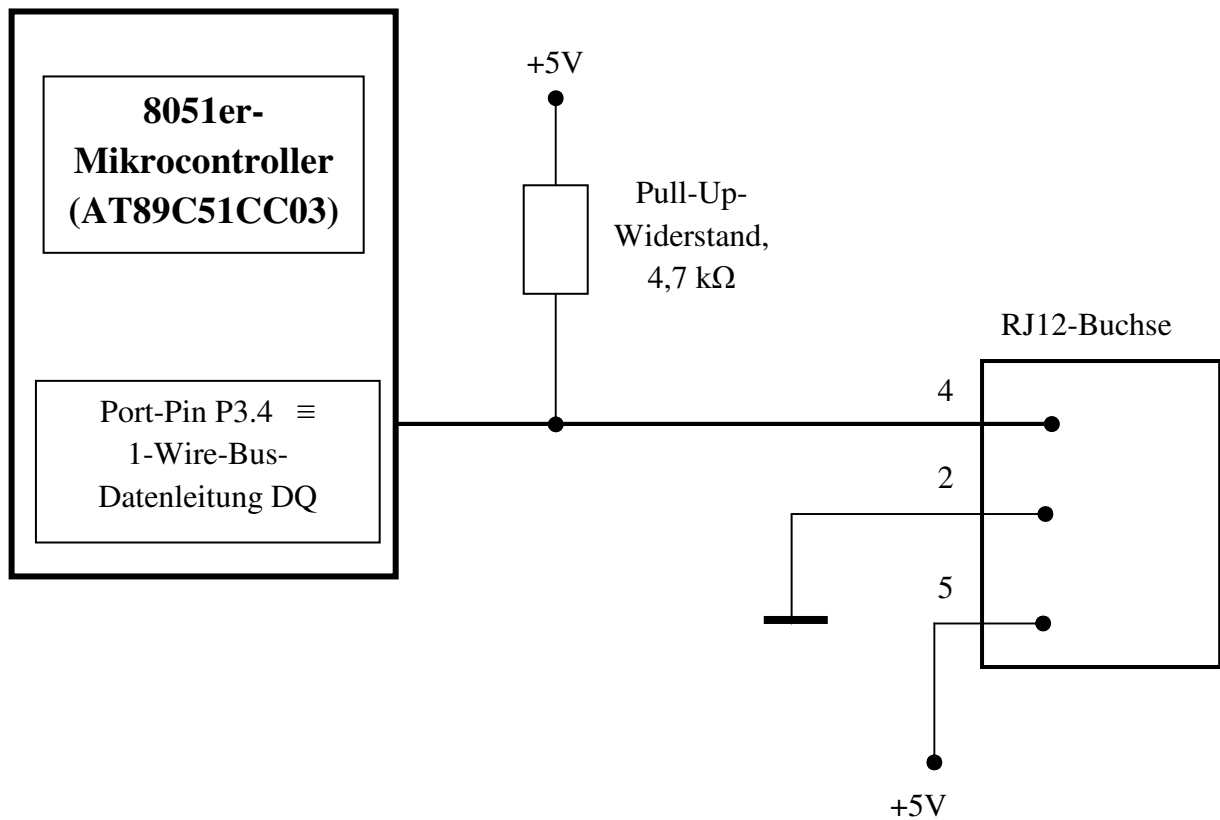 8051er-
Mikrocontroller
(AT89C51CC03)
Port-Pin P3.4 ≡
1-Wire-Bus-
Datenleitung DQ
+5V
Pull-Up-
Widerstand,
4,7 kΩ
RJ12-Buchse
4
2
5
+5V